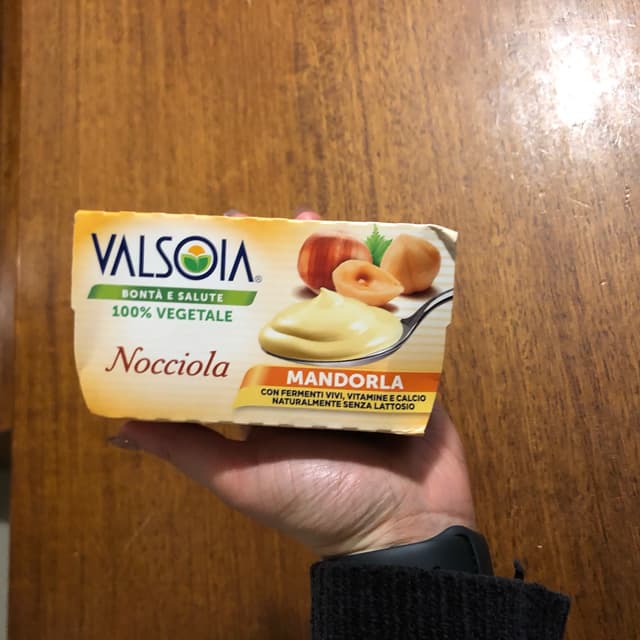 VALSOIA®
BONTÀ E SALUTE
100% VEGETALE
Nocciola
MANDORLA
CON FERMENTI VIVI, VITAMINE E CALCIO
NATURALMENTE SENZA LATTOSIO